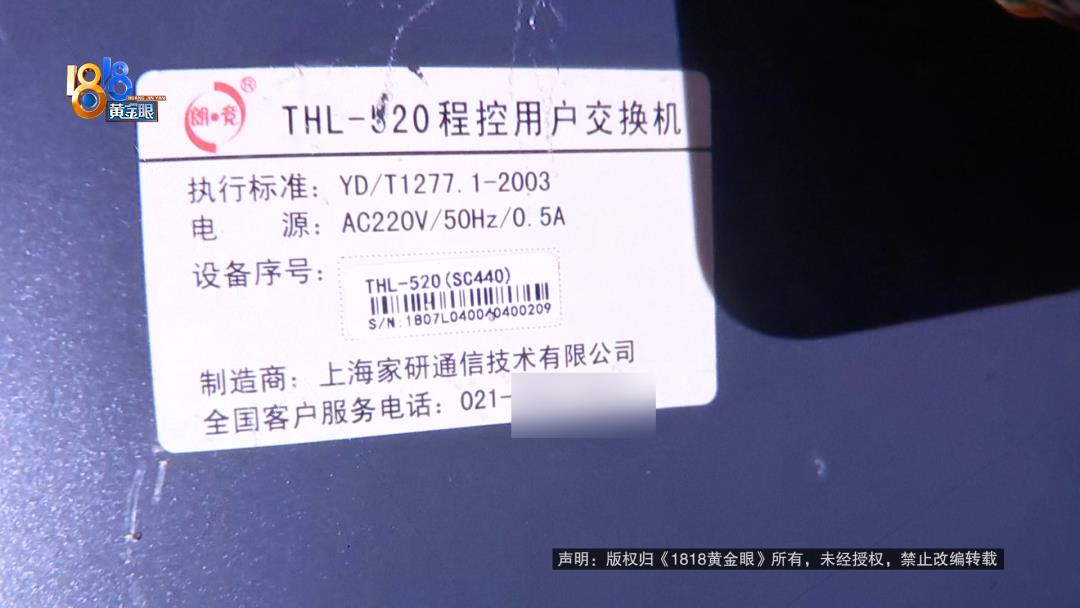 1818
HUANG JIN YAN
黄金眼
朗·竞®
THL-520程控用户交换机
执行标准：YD/T1277.1-2003
电 源：AC220V/50Hz/0.5A
设备序号：
THL-520(SC440)
S/N:1807L040040400209
制造商：上海家研通信技术有限公司
全国客户服务电话：021-
声明：版权归《1818黄金眼》所有，未经授权，禁止改编转载